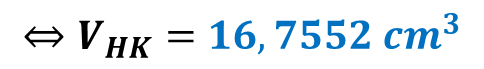 ⇔ V_HK = 16,7552 cm³